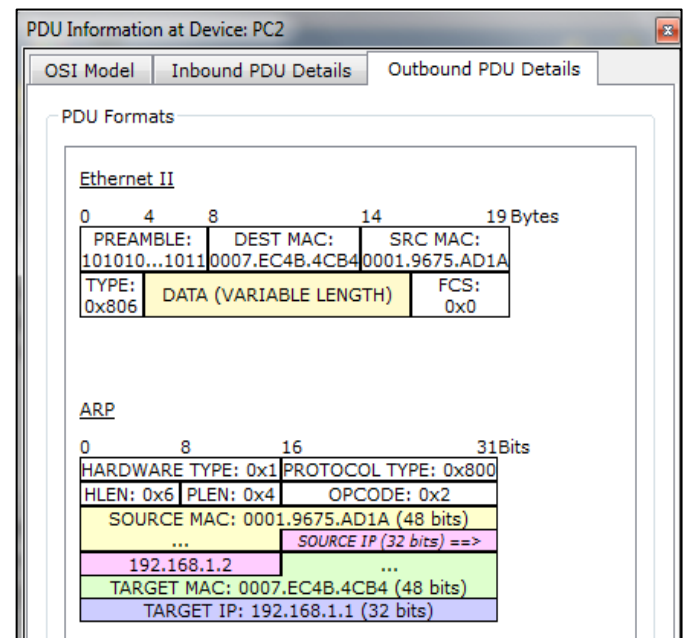 PDU Information at Device: PC2
OSI Model Inbound PDU Details Outbound PDU Details
PDU Formats
Ethernet II
0 4 8 14 19 Bytes
PREAMBLE: DEST MAC: SRC MAC:
101010...1011 0007.EC4B.4CB4 0001.9675.AD1A
TYPE: DATA (VARIABLE LENGTH) FCS:
0x806 0x0
ARP
0 8 16 31 Bits
HARDWARE TYPE: 0x1 PROTOCOL TYPE: 0x800
HLEN: 0x6 PLEN: 0x4 OPCODE: 0x2
SOURCE MAC: 0001.9675.AD1A (48 bits)
... SOURCE IP (32 bits) ==>
192.168.1.2 ...
TARGET MAC: 0007.EC4B.4CB4 (48 bits)
TARGET IP: 192.168.1.1 (32 bits)